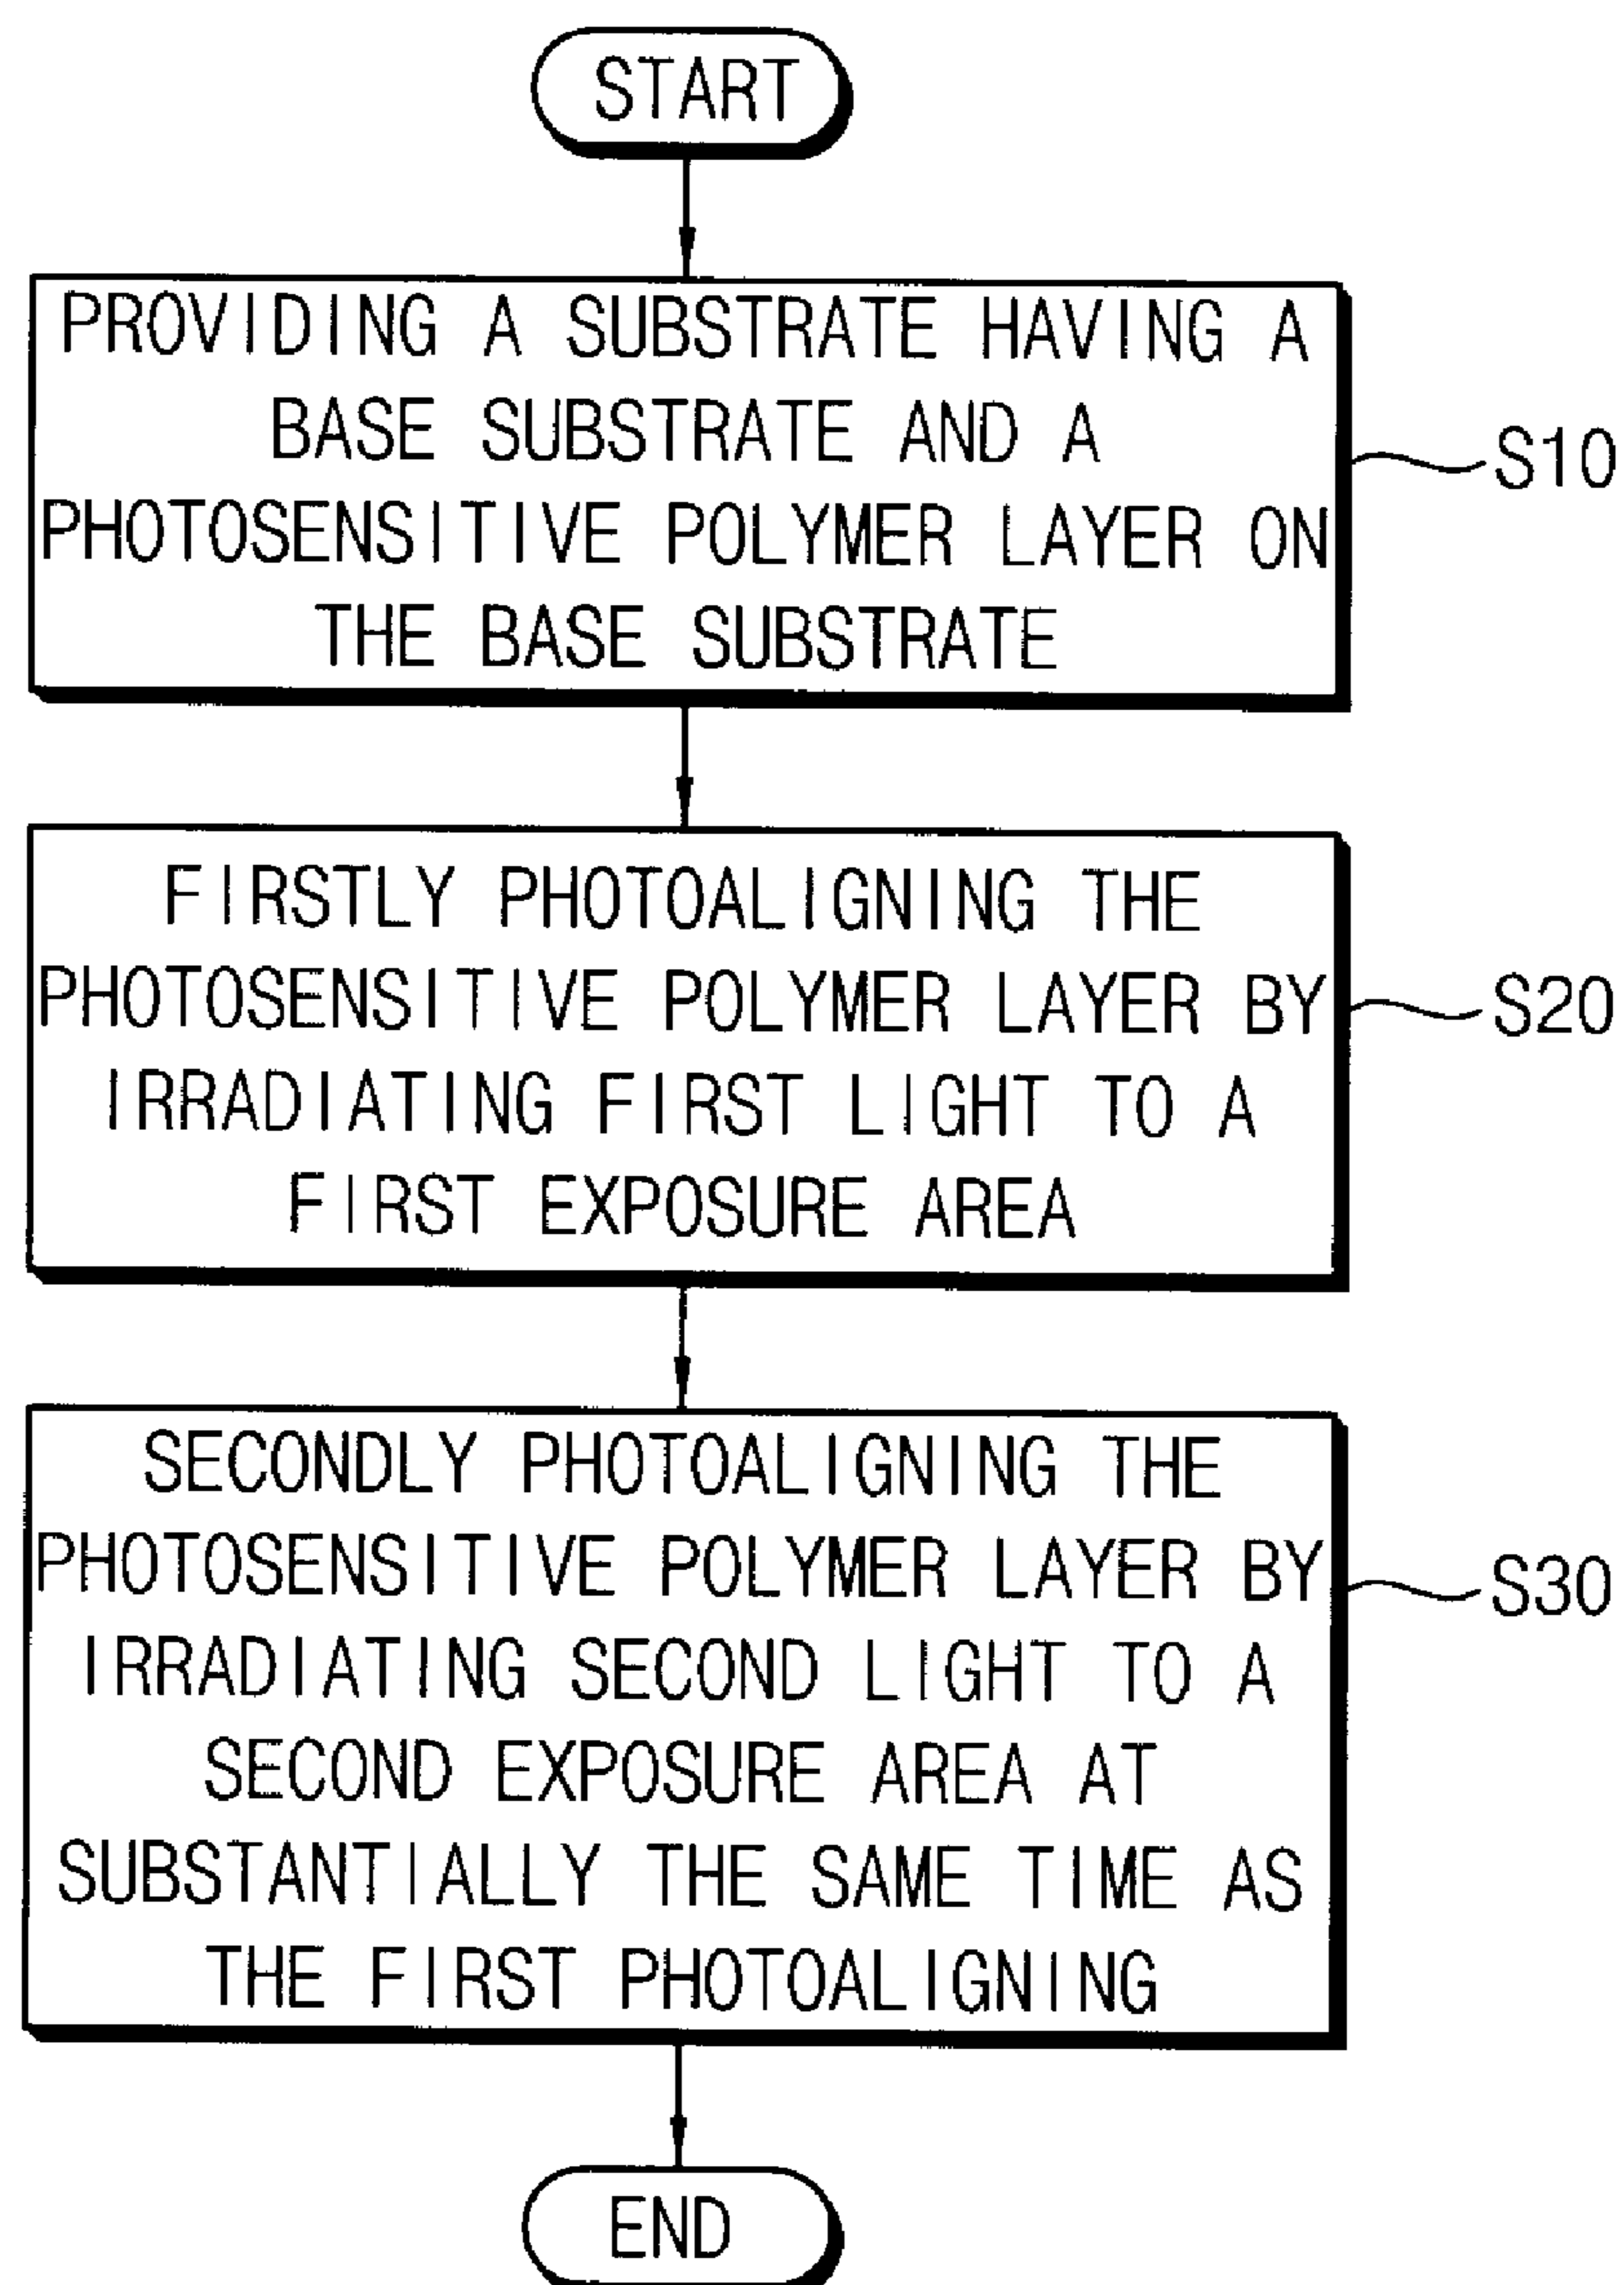 START
PROVIDING A SUBSTRATE HAVING A
BASE SUBSTRATE AND A
PHOTOSENSITIVE POLYMER LAYER ON
THE BASE SUBSTRATE
S10
FIRSTLY PHOTOALIGNING THE
PHOTOSENSITIVE POLYMER LAYER BY
IRRADIATING FIRST LIGHT TO A
FIRST EXPOSURE AREA
S20
SECONDLY PHOTOALIGNING THE
PHOTOSENSITIVE POLYMER LAYER BY
IRRADIATING SECOND LIGHT TO A
SECOND EXPOSURE AREA AT
SUBSTANTIALLY THE SAME TIME AS
THE FIRST PHOTOALIGNING
S30
END